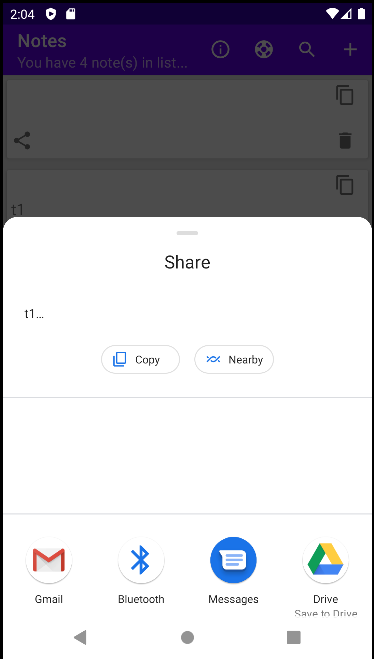 2:04
Notes
You have 4 note(s) in list...
t1
Share
t1...
Copy
Nearby
Gmail
Bluetooth
Messages
Drive
Save to Drive